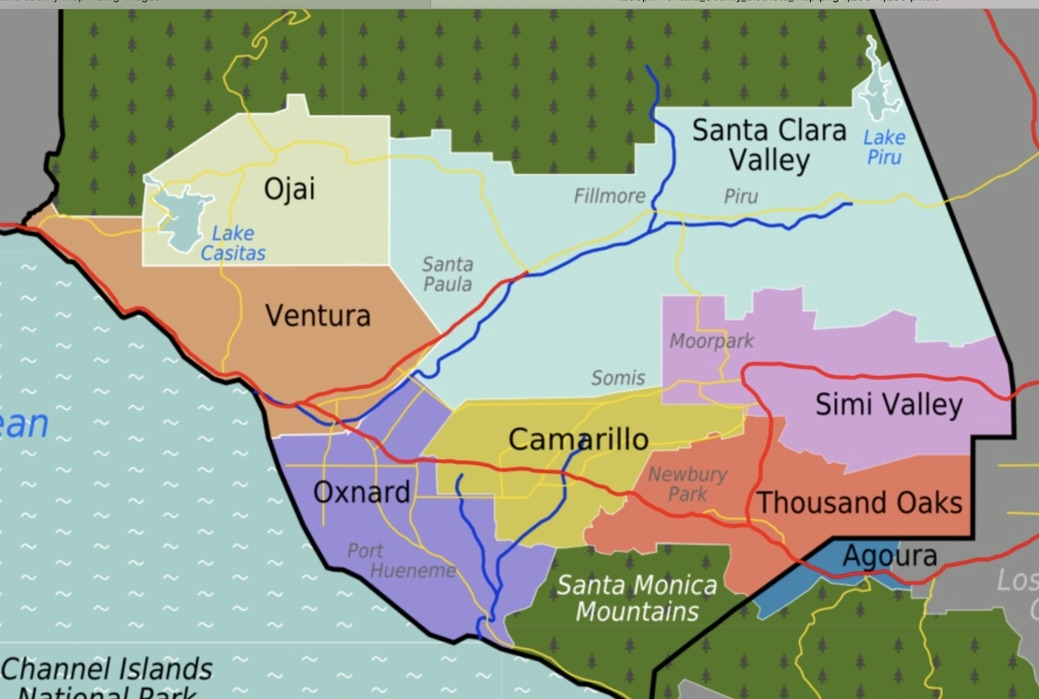 Santa Clara
Valley
Lake
Piru
Ojai
Fillmore
Piru
Lake
Casitas
Santa
Paula
Ventura
Moorpark
Somis
Simi Valley
ean
Camarillo
Newbury
Park
Oxnard
Thousand Oaks
Port
Hueneme
Agoura
Santa Monica
Mountains
Los
Channel Islands
National Park